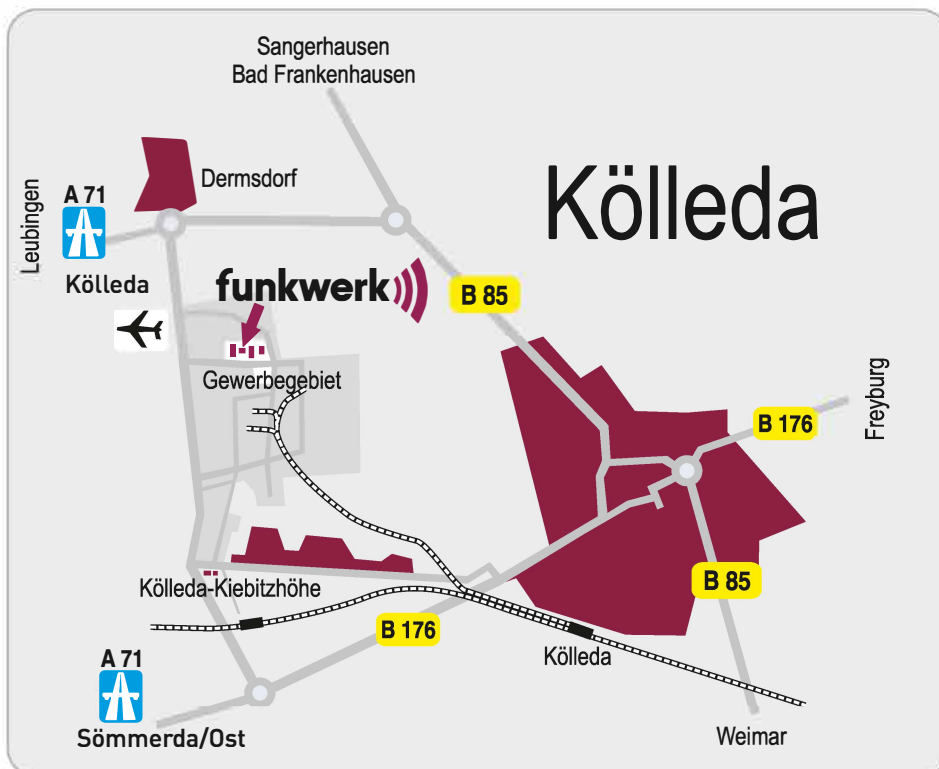 Sangerhausen
Bad Frankenhausen
Kölleda
Dermsdorf
Leubingen
A 71
Kölleda
funkwerk
B 85
Gewerbegebiet
B 176
Freyburg
B 85
Kölleda-Kiebitzhöhe
B 176
Kölleda
A 71
Sömmerda/Ost
Weimar